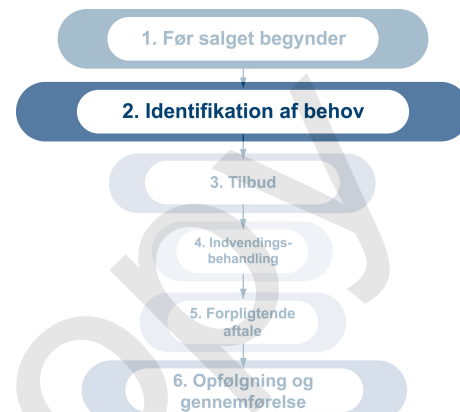 1. Før salget begynder
2. Identifikation af behov
3. Tilbud
4. Indvendings-
behandling
5. Forpligtende
aftale
6. Opfølgning og
gennemførelse